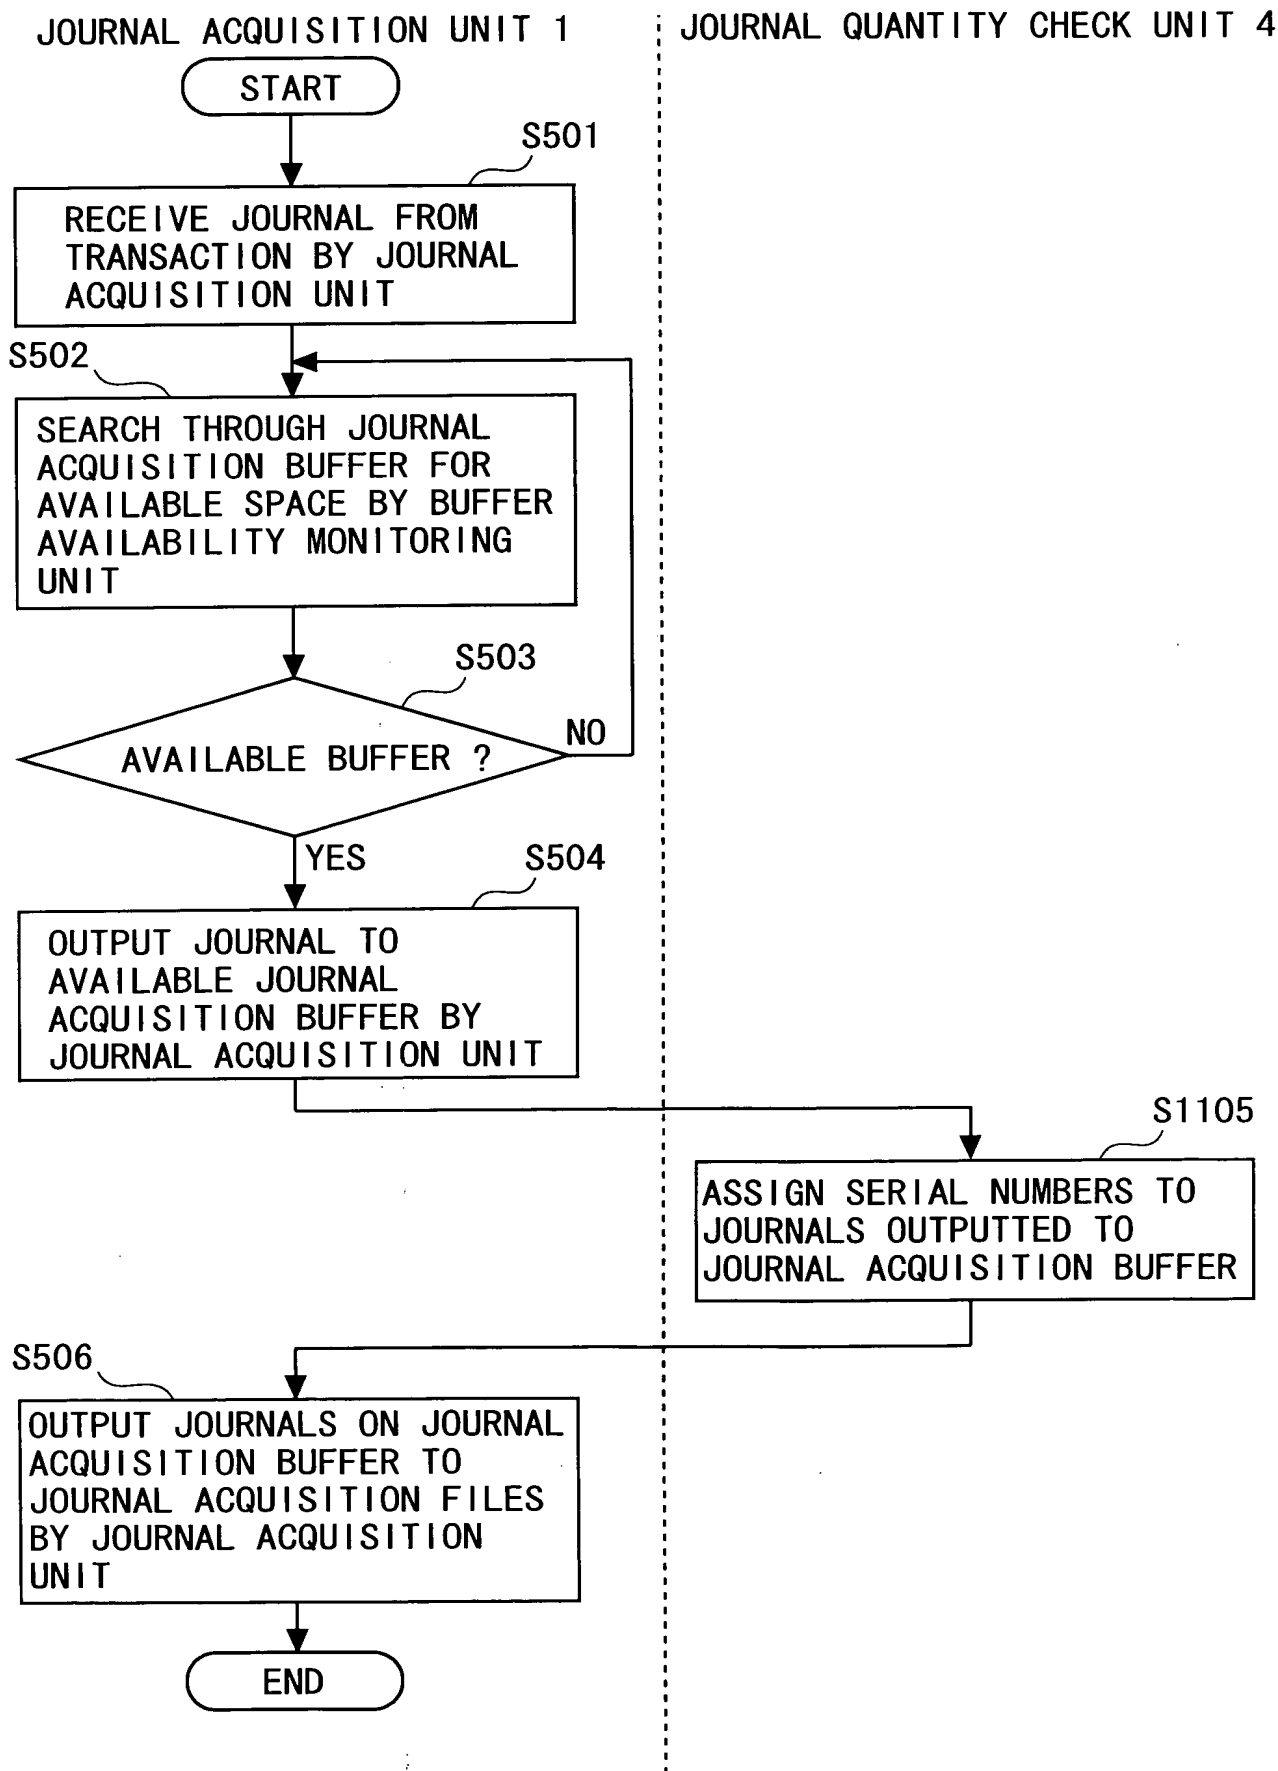 JOURNAL ACQUISITION UNIT 1
JOURNAL QUANTITY CHECK UNIT 4
START
S501
RECEIVE JOURNAL FROM
TRANSACTION BY JOURNAL
ACQUISITION UNIT
S502
SEARCH THROUGH JOURNAL
ACQUISITION BUFFER FOR
AVAILABLE SPACE BY BUFFER
AVAILABILITY MONITORING
UNIT
S503
AVAILABLE BUFFER ?
NO
YES
S504
OUTPUT JOURNAL TO
AVAILABLE JOURNAL
ACQUISITION BUFFER BY
JOURNAL ACQUISITION UNIT
S1105
ASSIGN SERIAL NUMBERS TO
JOURNALS OUTPUTTED TO
JOURNAL ACQUISITION BUFFER
S506
OUTPUT JOURNALS ON JOURNAL
ACQUISITION BUFFER TO
JOURNAL ACQUISITION FILES
BY JOURNAL ACQUISITION
UNIT
END